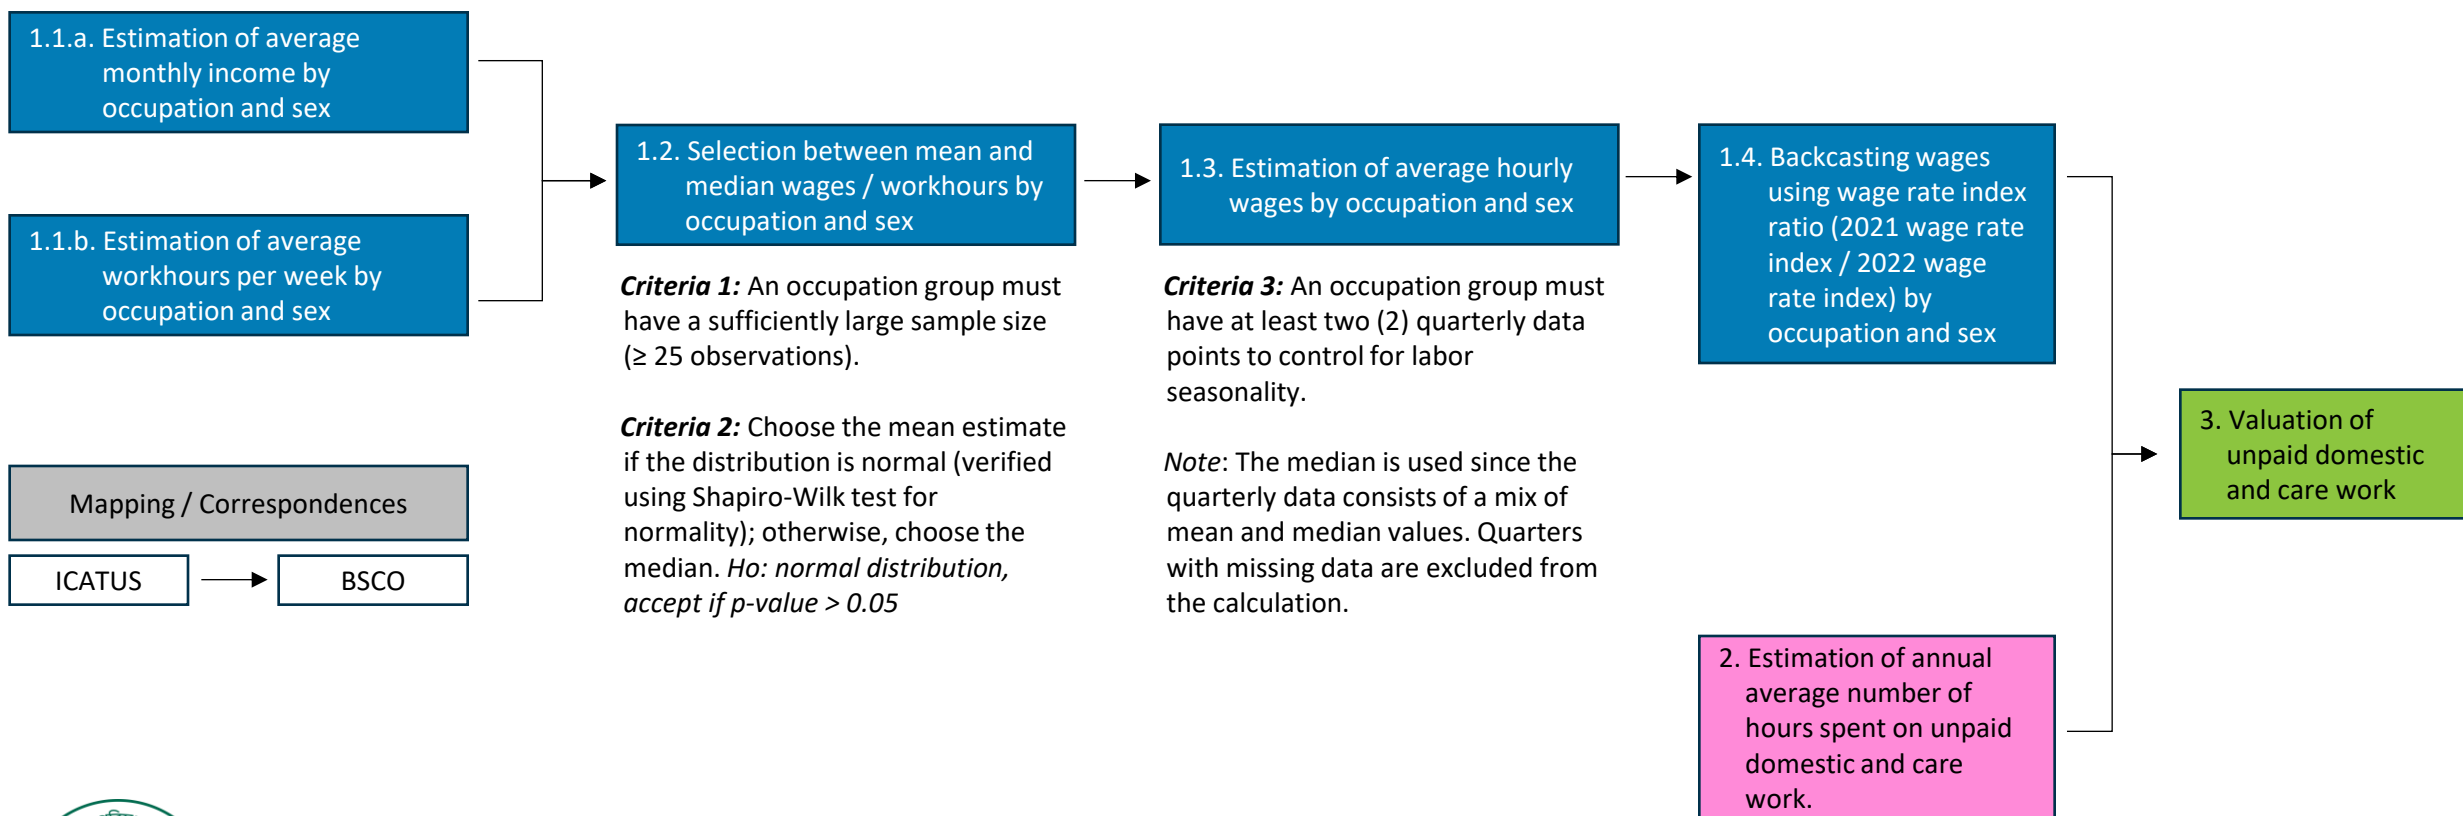 1.1.a. Estimation of average
monthly income by
occupation and sex
1.1.b. Estimation of average
workhours per week by
occupation and sex
Mapping / Correspondences
ICATUS
BSCO
1.2. Selection between mean and
median wages / workhours by
occupation and sex
Criteria 1: An occupation group must
have a sufficiently large sample size
(≥ 25 observations).
Criteria 2: Choose the mean estimate
if the distribution is normal (verified
using Shapiro-Wilk test for
normality); otherwise, choose the
median. Ho: normal distribution,
accept if p-value > 0.05
1.3. Estimation of average hourly
wages by occupation and sex
Criteria 3: An occupation group must
have at least two (2) quarterly data
points to control for labor
seasonality.
Note: The median is used since the
quarterly data consists of a mix of
mean and median values. Quarters
with missing data are excluded from
the calculation.
1.4. Backcasting wages
using wage rate index
ratio (2021 wage rate
index / 2022 wage
rate index) by
occupation and sex
2. Estimation of annual
average number of
hours spent on unpaid
domestic and care
work.
3. Valuation of
unpaid domestic
and care work